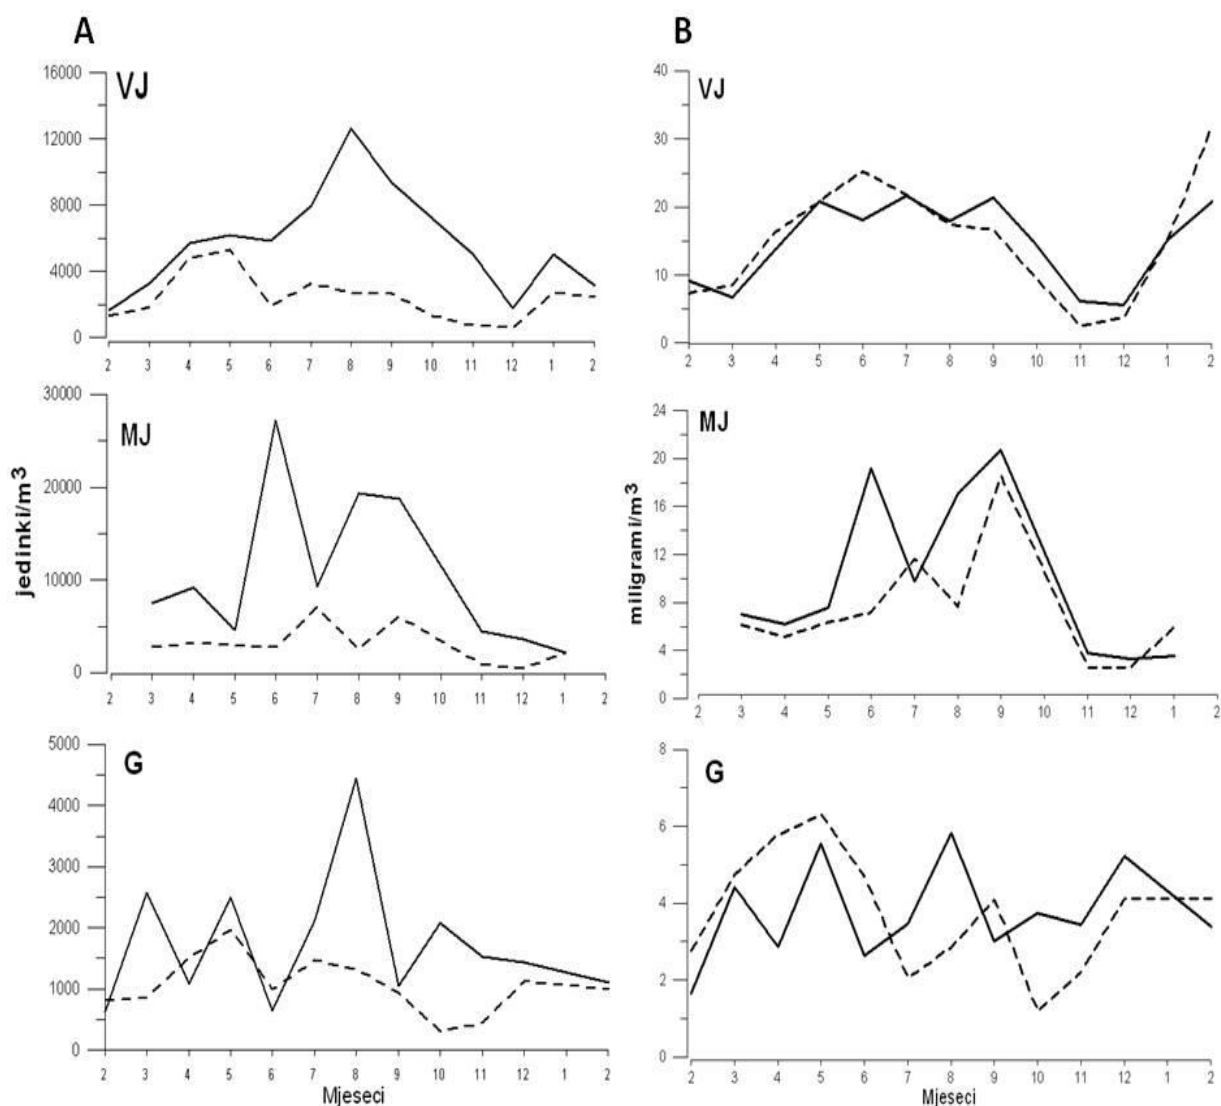 A
B
VJ
16000
12000
8000
4000
0
2 3 4 5 6 7 8 9 10 11 12 1 2
VJ
40
30
20
10
0
2 3 4 5 6 7 8 9 10 11 12 1 2
jedinki/m³
MJ
30000
20000
10000
0
2 3 4 5 6 7 8 9 10 11 12 1 2
miligrami/m³
MJ
24
20
16
12
8
4
0
2 3 4 5 6 7 8 9 10 11 12 1 2
G
5000
4000
3000
2000
1000
0
2 3 4 5 6 7 8 9 10 11 12 1 2
Mjeseci
G
8
6
4
2
0
2 3 4 5 6 7 8 9 10 11 12 1 2
Mjeseci